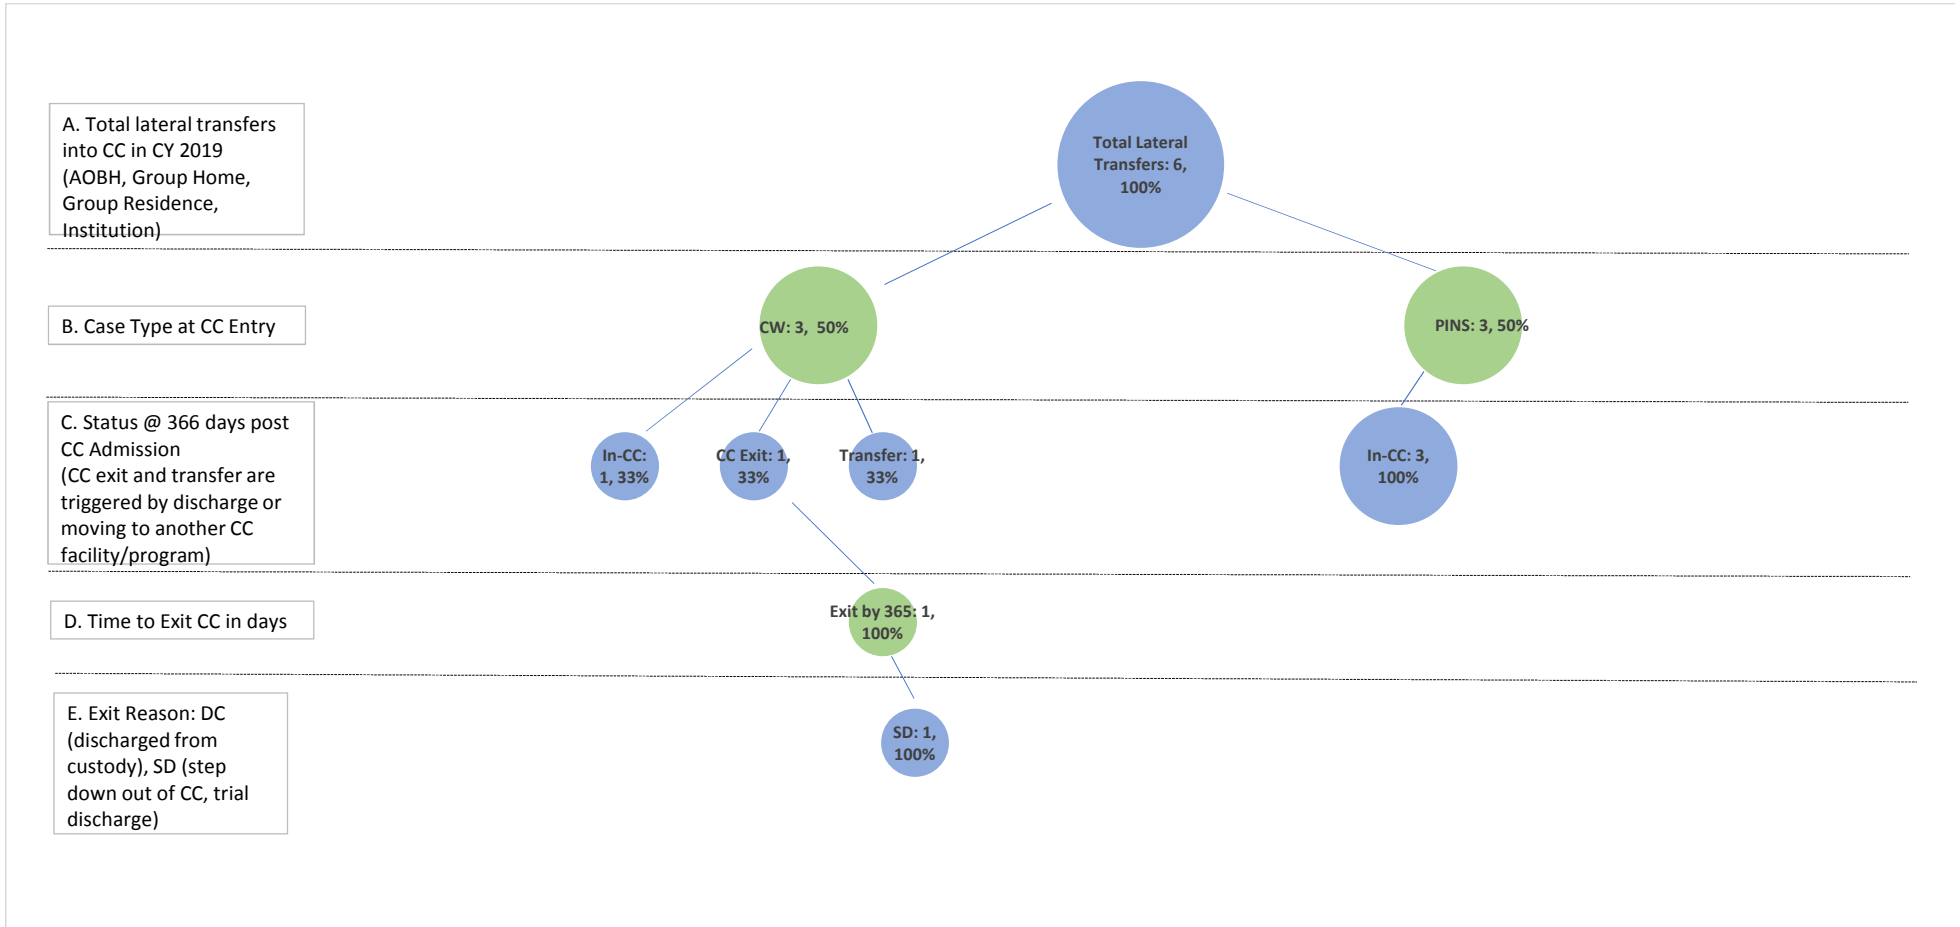 A. Total lateral transfers
into CC in CY 2019
(AOBH, Group Home,
Group Residence,
Institution)
Total Lateral
Transfers: 6,
100%
B. Case Type at CC Entry
CW: 3, 50%
PINS: 3, 50%
C. Status @ 366 days post
CC Admission
(CC exit and transfer are
triggered by discharge or
moving to another CC
facility/program)
In-CC:
1, 33%
CC Exit: 1,
33%
Transfer: 1,
33%
In-CC: 3,
100%
D. Time to Exit CC in days
Exit by 365: 1,
100%
E. Exit Reason: DC
(discharged from
custody), SD (step
down out of CC, trial
discharge)
SD: 1,
100%